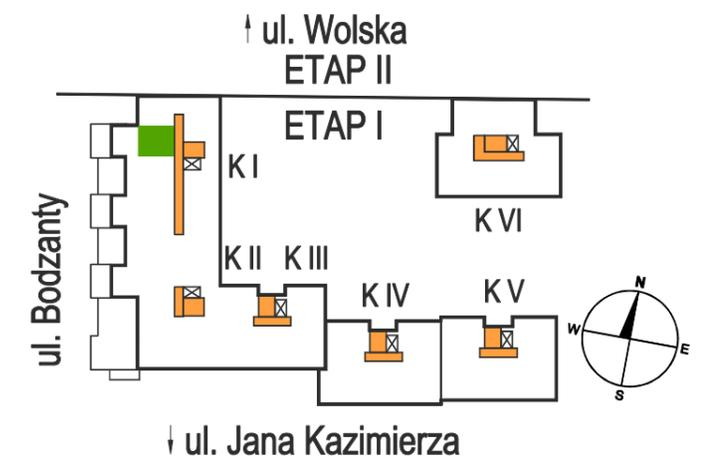 ↑ ul. Wolska
ETAP II
ETAP I
K I
K VI
ul. Bodzanty
K II
K III
K IV
K V
N
W
E
S
↓ ul. Jana Kazimierza